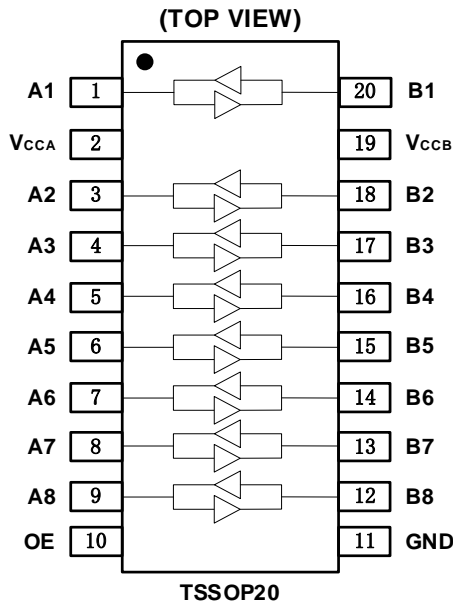 (TOP VIEW)
A1 1 20 B1
VCCA 2 19 VCCB
A2 3 18 B2
A3 4 17 B3
A4 5 16 B4
A5 6 15 B5
A6 7 14 B6
A7 8 13 B7
A8 9 12 B8
OE 10 11 GND
TSSOP20